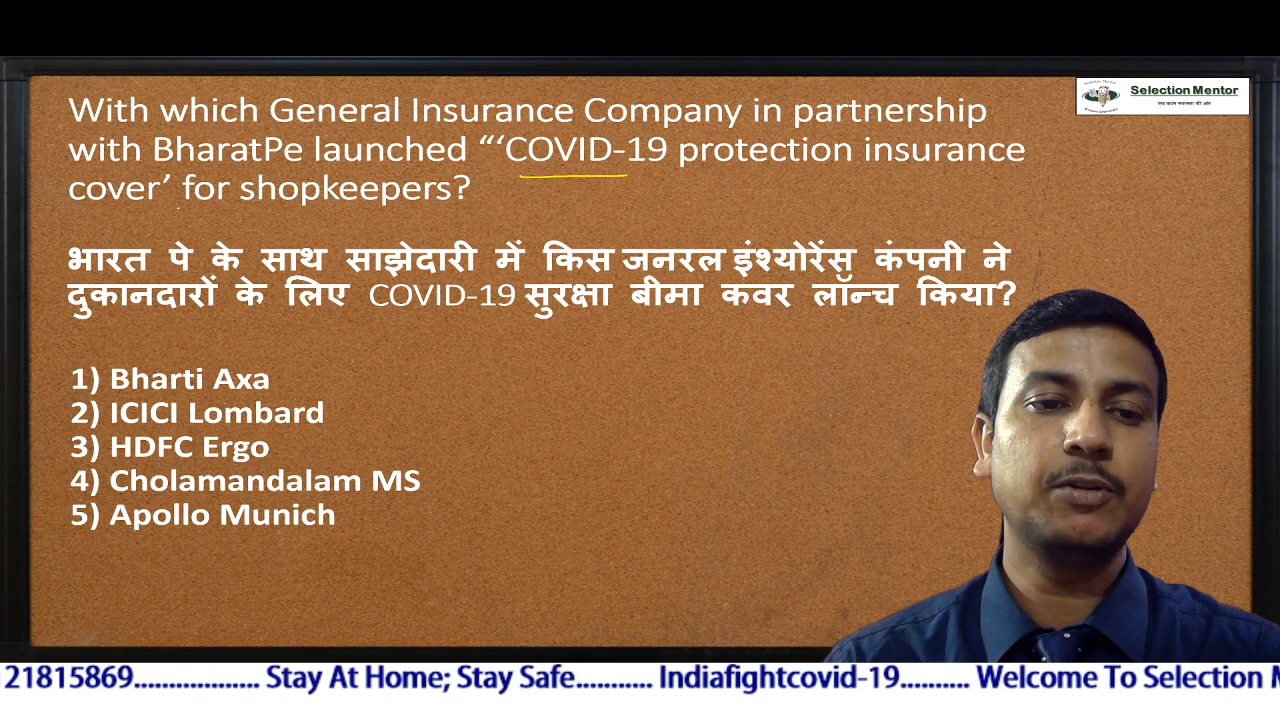 Selection Mentor
With which General Insurance Company in partnership
with BharatPe launched “‘COVID-19 protection insurance
cover’ for shopkeepers?
भारत पे के साथ साझेदारी में किस जनरल इंश्योरेंस कंपनी ने
दुकानदारों के लिए COVID-19 सुरक्षा बीमा कवर लॉन्च किया?
1) Bharti Axa
2) ICICI Lombard
3) HDFC Ergo
4) Cholamandalam MS
5) Apollo Munich
21815869.................. Stay At Home; Stay Safe........... Indiafightcovid-19.......... Welcome To Selection